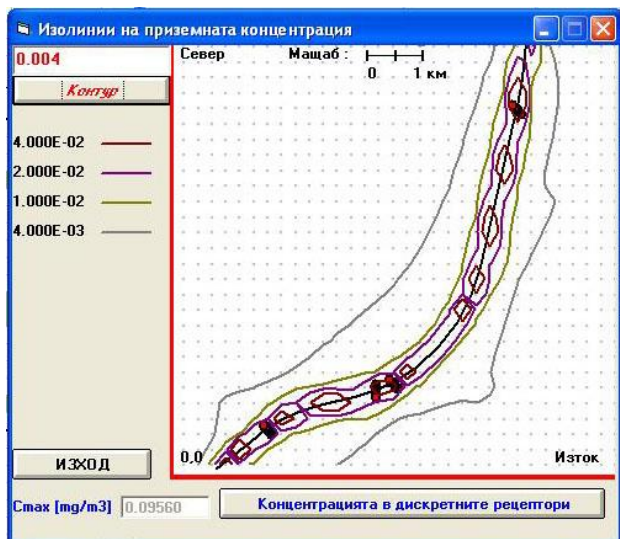 Изолинии на приземната концентрация
0.004
Контур
4.000E-02
2.000E-02
1.000E-02
4.000E-03
Север
Мащаб :
0 1 км
0,0
Изток
ИЗХОД
Cmax [mg/m3] 0.09560
Концентрацията в дискретните рецептори